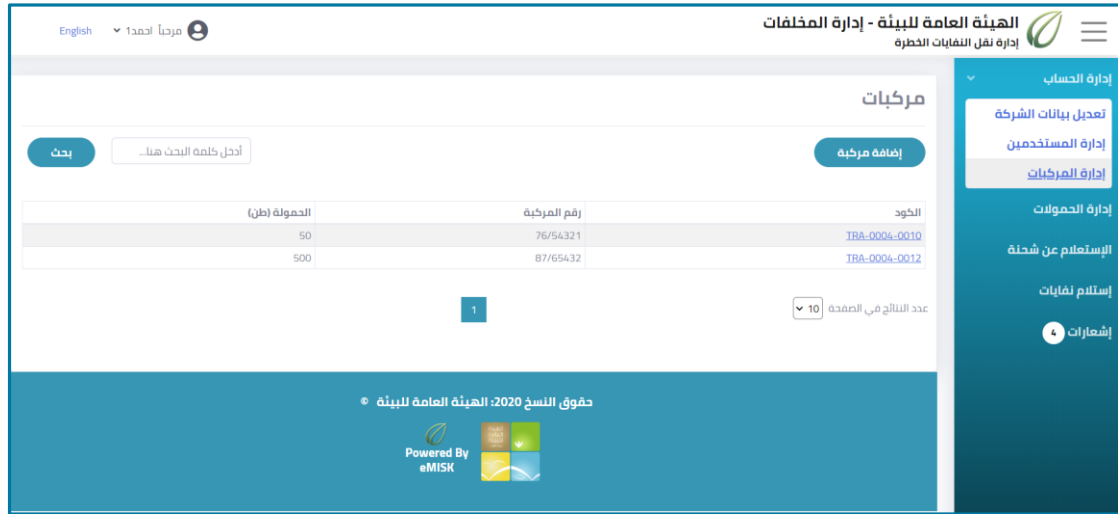 الهيئة العامة للبيئة - إدارة المخلفات
إدارة نقل النفايات الخطرة
مرحباً احمد1
English
إدارة الحساب
تعديل بيانات الشركة
إدارة المستخدمين
إدارة المركبات
إدارة الحمولات
الإستعلام عن شحنة
إستلام نفايات
إشعارات 4
مركبات
إضافة مركبة
أدخل كلمة البحث هنا...
بحث
الكود رقم المركبة الحمولة (طن)
TRA-0004-0010 76/54321 50
TRA-0004-0012 87/65432 500
عدد النتائج في الصفحة 10
1
حقوق النسخ 2020: الهيئة العامة للبيئة ©
Powered By
eMISK